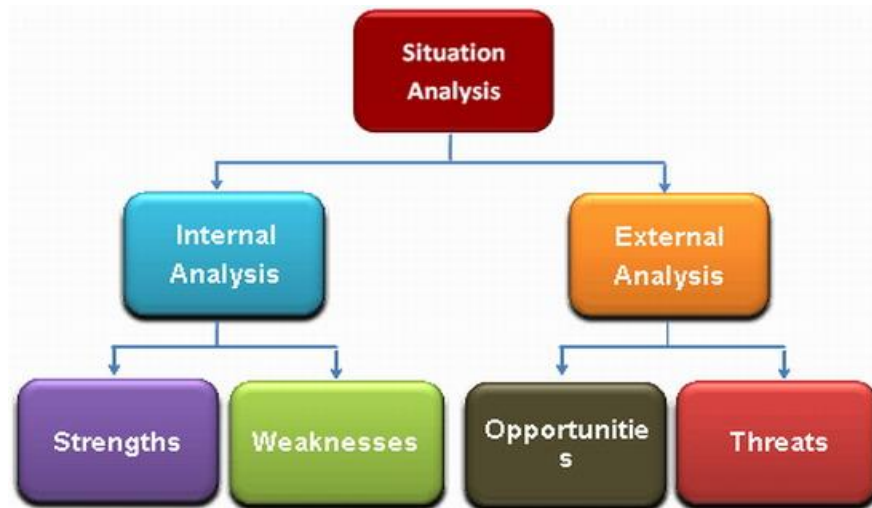 Situation
Analysis
Internal
Analysis
External
Analysis
Strengths
Weaknesses
Opportunitie
s
Threats